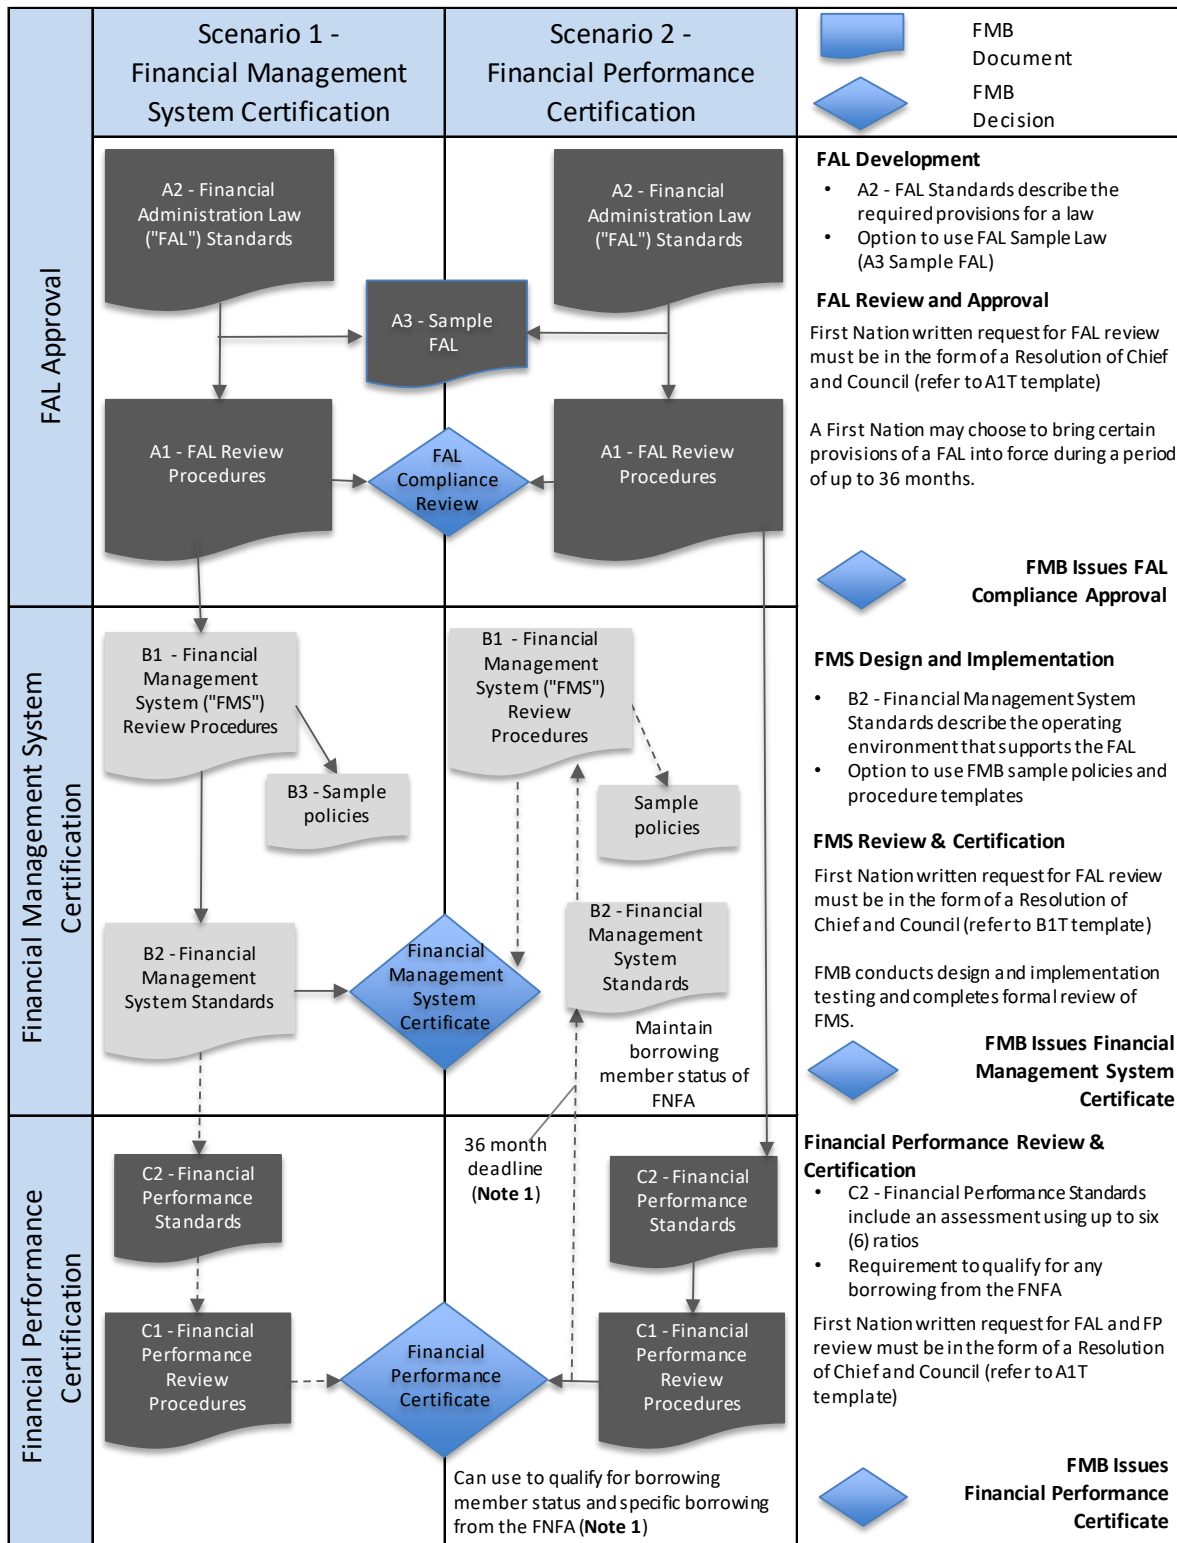 Scenario 1 -
Financial Management
System Certification
Scenario 2 -
Financial Performance
Certification
FMB
Document
FMB
Decision
FAL Approval
A2 - Financial
Administration Law
("FAL") Standards
A2 - Financial
Administration Law
("FAL") Standards
A3 - Sample
FAL
A1 - FAL Review
Procedures
FAL
Compliance
Review
A1 - FAL Review
Procedures
FAL Development
• A2 - FAL Standards describe the
required provisions for a law
• Option to use FAL Sample Law
(A3 Sample FAL)
FAL Review and Approval
First Nation written request for FAL review
must be in the form of a Resolution of Chief
and Council (refer to A1T template)
A First Nation may choose to bring certain
provisions of a FAL into force during a period
of up to 36 months.
FMB Issues FAL
Compliance Approval
Financial Management System
Certification
B1 - Financial
Management
System ("FMS")
Review Procedures
B3 - Sample
policies
B2 - Financial
Management
System Standards
Financial
Management
System
Certificate
B1 - Financial
Management
System ("FMS")
Review
Procedures
Sample
policies
B2 - Financial
Management
System
Standards
Maintain
borrowing
member status of
FNFA
FMS Design and Implementation
• B2 - Financial Management System
Standards describe the operating
environment that supports the FAL
• Option to use FMB sample policies and
procedure templates
FMS Review & Certification
First Nation written request for FAL review
must be in the form of a Resolution of
Chief and Council (refer to B1T template)
FMB conducts design and implementation
testing and completes formal review of
FMS.
FMB Issues Financial
Management System
Certificate
Financial Performance
Certification
C2 - Financial
Performance
Standards
C1 - Financial
Performance
Review
Procedures
Financial
Performance
Certificate
36 month
deadline
(Note 1)
C2 - Financial
Performance
Standards
C1 - Financial
Performance
Review
Procedures
Can use to qualify for borrowing
member status and specific borrowing
from the FNFA (Note 1)
Financial Performance Review &
Certification
• C2 - Financial Performance Standards
include an assessment using up to six
(6) ratios
• Requirement to qualify for any
borrowing from the FNFA
First Nation written request for FAL and FP
review must be in the form of a Resolution
of Chief and Council (refer to A1T
template)
FMB Issues
Financial Performance
Certificate